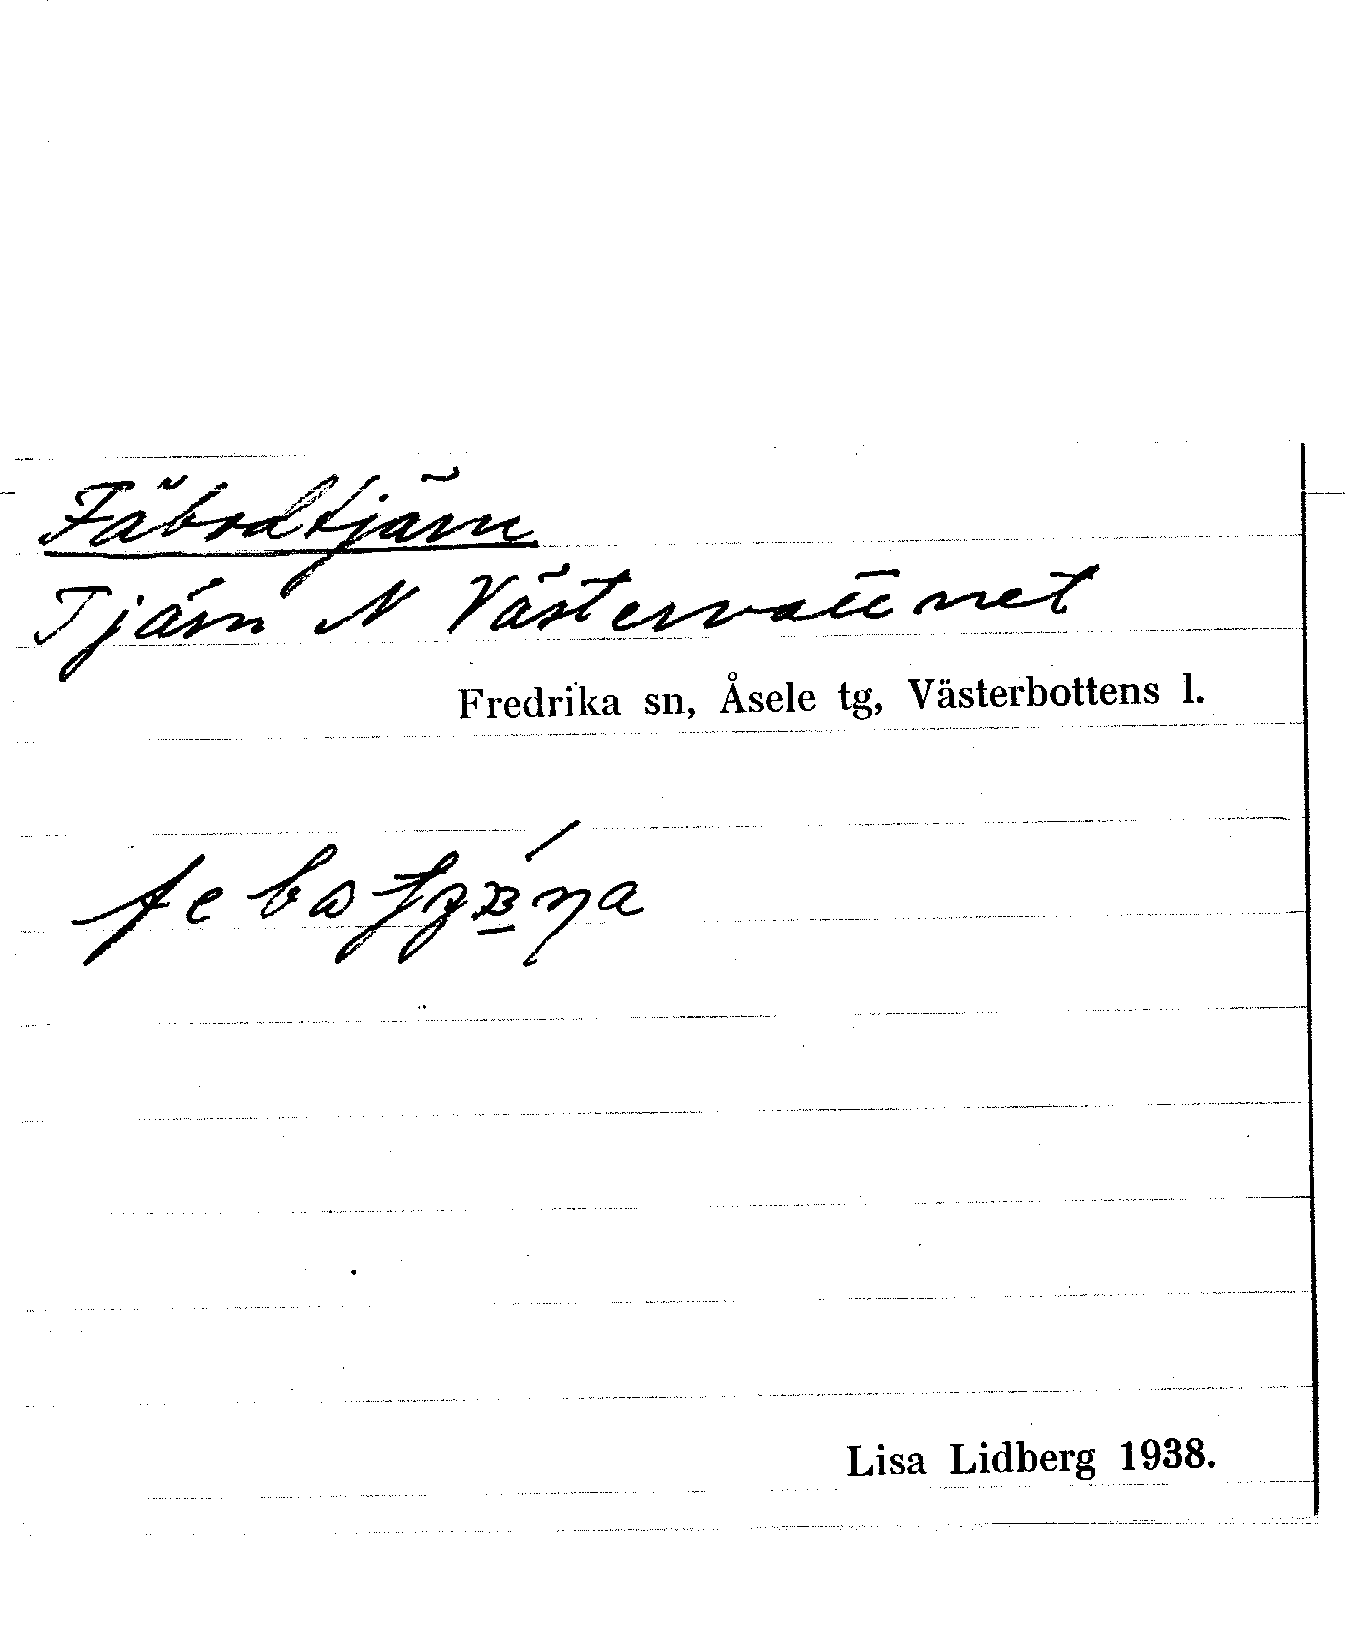 Fäbodtjärn
Tjärn N Västervattnet
Fredrika sn, Åsele tg, Västerbottens l.
Lisa Lidberg 1938.